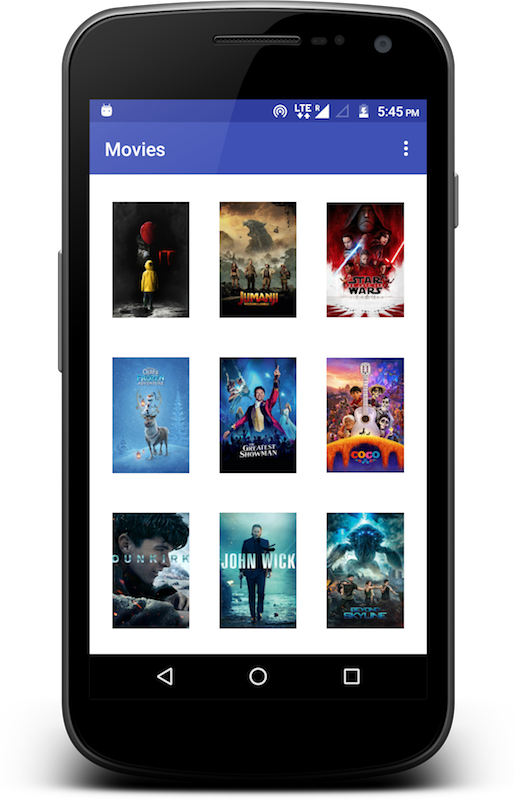 LTE R 5:45 PM
Movies
IT
JUMANJI
STAR
WARS
OLAF'S
FROZEN
ADVENTURE
THE
GREATEST
SHOWMAN
COCO
DUNKIRK
JOHN WICK
BEYOND
SKYLINE